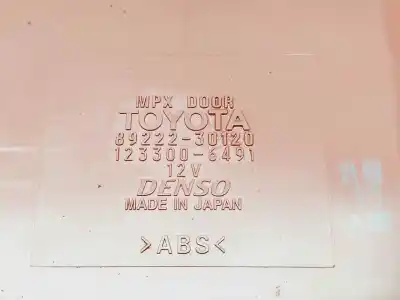 MPX DOOR
TOYOTA
89222-30120
123300-6491
12V
DENSO
MADE IN JAPAN
>ABS<